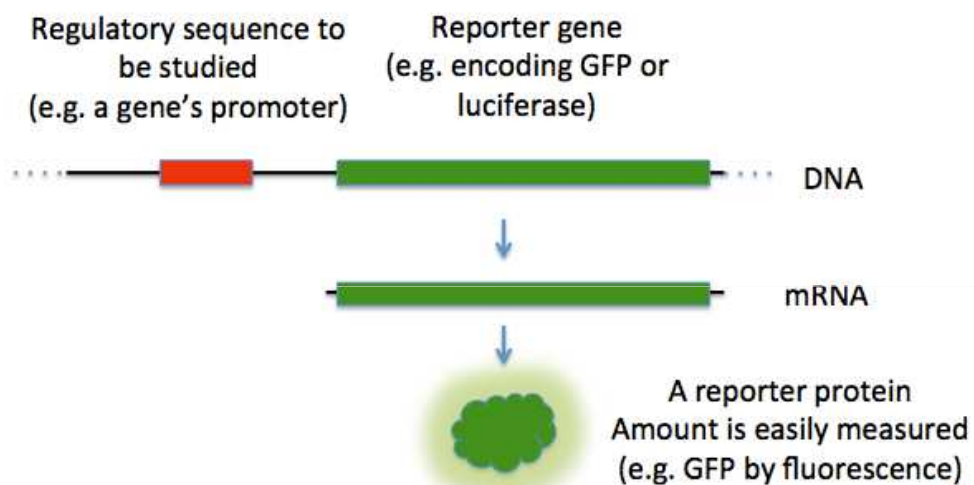 Regulatory sequence to
be studied
(e.g. a gene's promoter)
Reporter gene
(e.g. encoding GFP or
luciferase)
DNA
mRNA
A reporter protein
Amount is easily measured
(e.g. GFP by fluorescence)